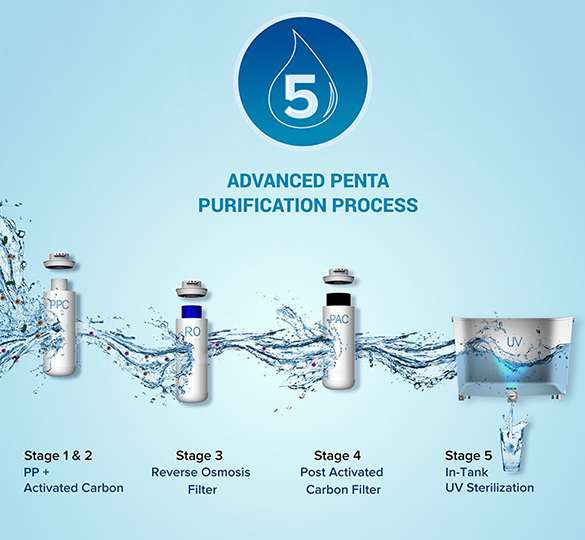 5
ADVANCED PENTA
PURIFICATION PROCESS
PPC
RO
PAC
UV
Stage 1 & 2
PP +
Activated Carbon
Stage 3
Reverse Osmosis
Filter
Stage 4
Post Activated
Carbon Filter
Stage 5
In-Tank
UV Sterilization